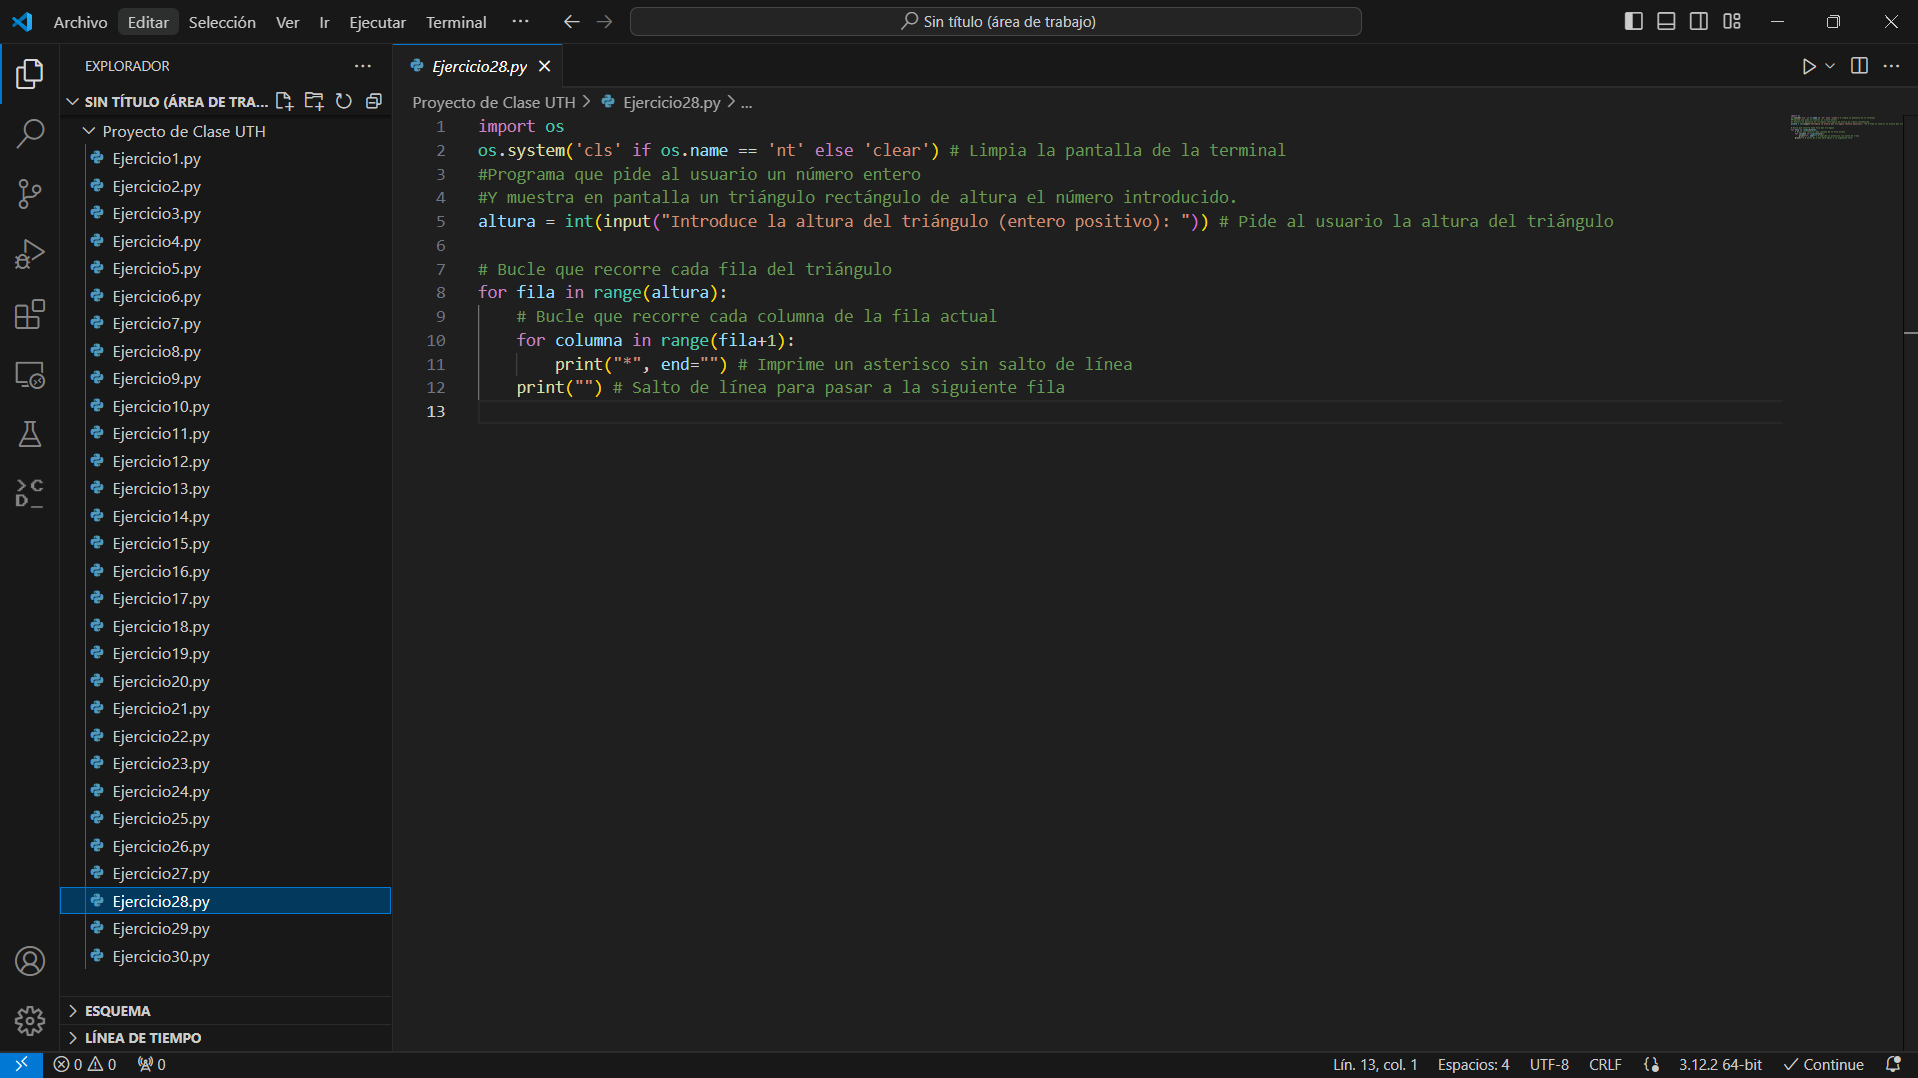 Archivo Editar Selección Ver Ir Ejecutar Terminal ... Sin título (área de trabajo)
EXPLORADOR ...
SIN TÍTULO (ÁREA DE TRA...
Proyecto de Clase UTH
Ejercicio1.py
Ejercicio2.py
Ejercicio3.py
Ejercicio4.py
Ejercicio5.py
Ejercicio6.py
Ejercicio7.py
Ejercicio8.py
Ejercicio9.py
Ejercicio10.py
Ejercicio11.py
Ejercicio12.py
Ejercicio13.py
Ejercicio14.py
Ejercicio15.py
Ejercicio16.py
Ejercicio17.py
Ejercicio18.py
Ejercicio19.py
Ejercicio20.py
Ejercicio21.py
Ejercicio22.py
Ejercicio23.py
Ejercicio24.py
Ejercicio25.py
Ejercicio26.py
Ejercicio27.py
Ejercicio28.py
Ejercicio29.py
Ejercicio30.py
ESQUEMA
LÍNEA DE TIEMPO
Ejercicio28.py
Proyecto de Clase UTH > Ejercicio28.py > ...
1 import os
2 os.system('cls' if os.name == 'nt' else 'clear') # Limpia la pantalla de la terminal
3 #Programa que pide al usuario un número entero
4 #Y muestra en pantalla un triángulo rectángulo de altura el número introducido.
5 altura = int(input("Introduce la altura del triángulo (entero positivo): ")) # Pide al usuario la altura del triángulo
6
7 # Bucle que recorre cada fila del triángulo
8 for fila in range(altura):
9     # Bucle que recorre cada columna de la fila actual
10     for columna in range(fila+1):
11         print("*", end="") # Imprime un asterisco sin salto de línea
12     print("") # Salto de línea para pasar a la siguiente fila
13
0 0 0 Lín. 13, col. 1 Espacios: 4 UTF-8 CRLF 3.12.2 64-bit Continue